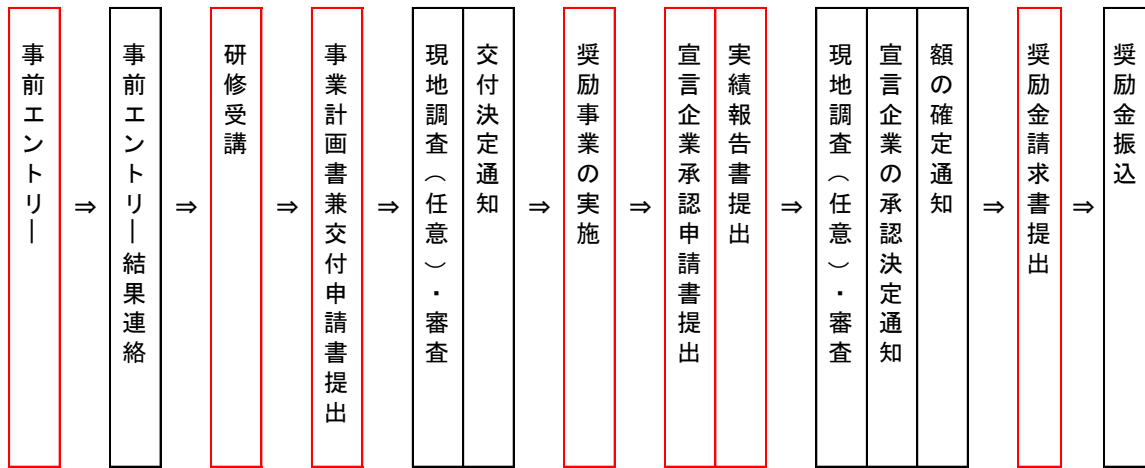 事前エントリー
⇒
事前エントリー結果連絡
⇒
研修受講
⇒
事業計画書兼交付申請書提出
⇒
現地調査（任意）・審査
交付決定通知
⇒
奨励事業の実施
⇒
宣言企業承認申請書提出
実績報告書提出
⇒
現地調査（任意）・審査
宣言企業の承認決定通知
額の確定通知
⇒
奨励金請求書提出
⇒
奨励金振込